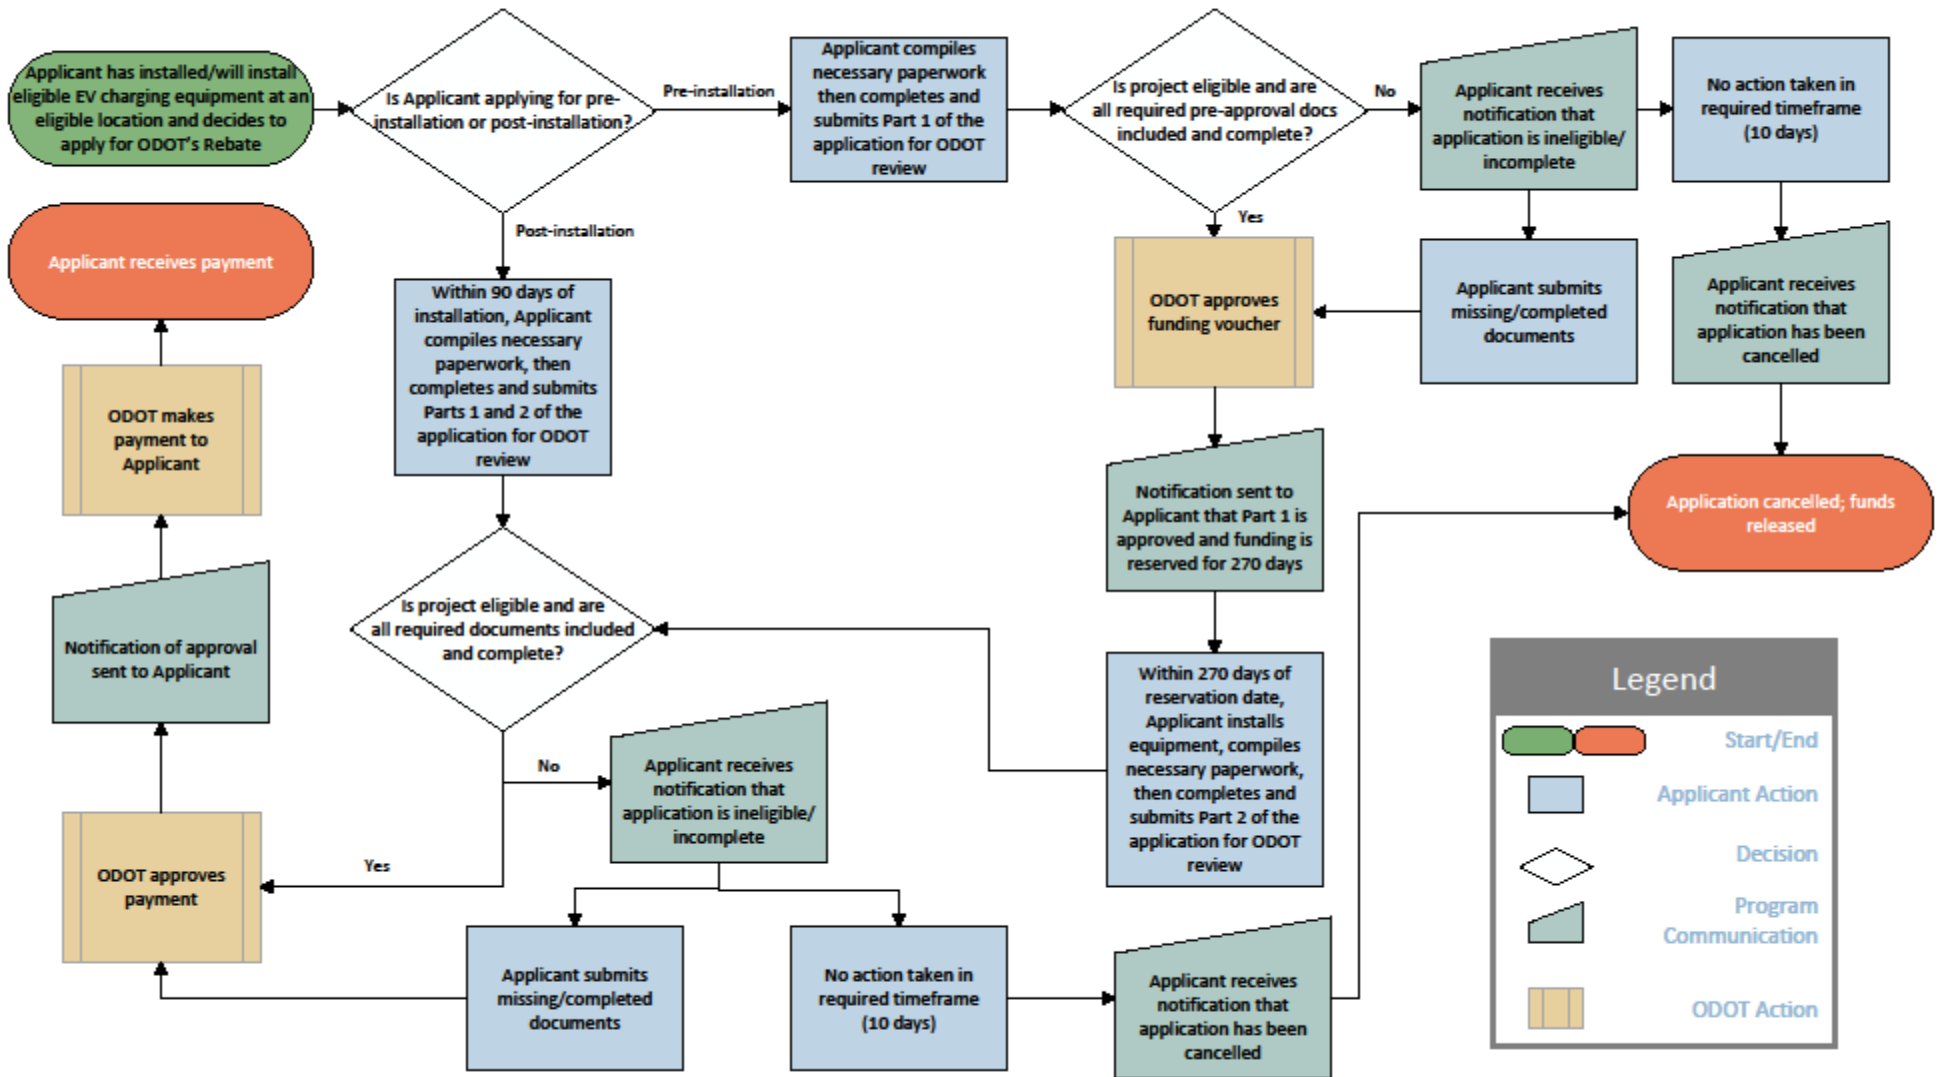 Applicant has installed/will install
eligible EV charging equipment at an
eligible location and decides to
apply for ODOT's Rebate
Is Applicant applying for pre-
installation or post-installation?
Pre-installation
Applicant compiles
necessary paperwork
then completes and
submits Part 1 of the
application for ODOT
review
Is project eligible and are
all required pre-approval docs
included and complete?
No
Applicant receives
notification that
application is ineligible/
incomplete
No action taken in
required timeframe
(10 days)
Applicant receives payment
Post-installation
Yes
Within 90 days of
installation, Applicant
compiles necessary
paperwork, then
completes and submits
Parts 1 and 2 of the
application for ODOT
review
ODOT approves
funding voucher
Applicant submits
missing/completed
documents
Applicant receives
notification that
application has been
cancelled
ODOT makes
payment to
Applicant
Notification sent to
Applicant that Part 1 is
approved and funding is
reserved for 270 days
Application cancelled; funds
released
Notification of approval
sent to Applicant
Is project eligible and are
all required documents included
and complete?
Within 270 days of
reservation date,
Applicant installs
equipment, compiles
necessary paperwork,
then completes and
submits Part 2 of the
application for ODOT
review
No
Applicant receives
notification that
application is ineligible/
incomplete
Yes
ODOT approves
payment
Applicant submits
missing/completed
documents
No action taken in
required timeframe
(10 days)
Applicant receives
notification that
application has been
cancelled
Legend
Start/End
Applicant Action
Decision
Program
Communication
ODOT Action